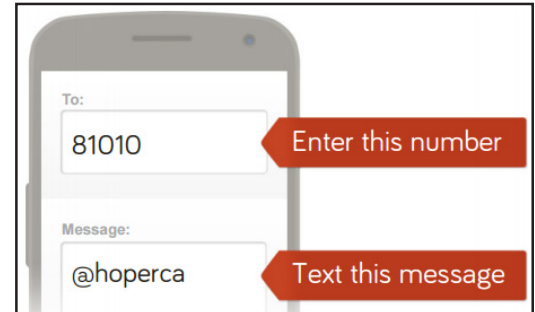 To:
81010
Enter this number
Message:
@hoperca
Text this message